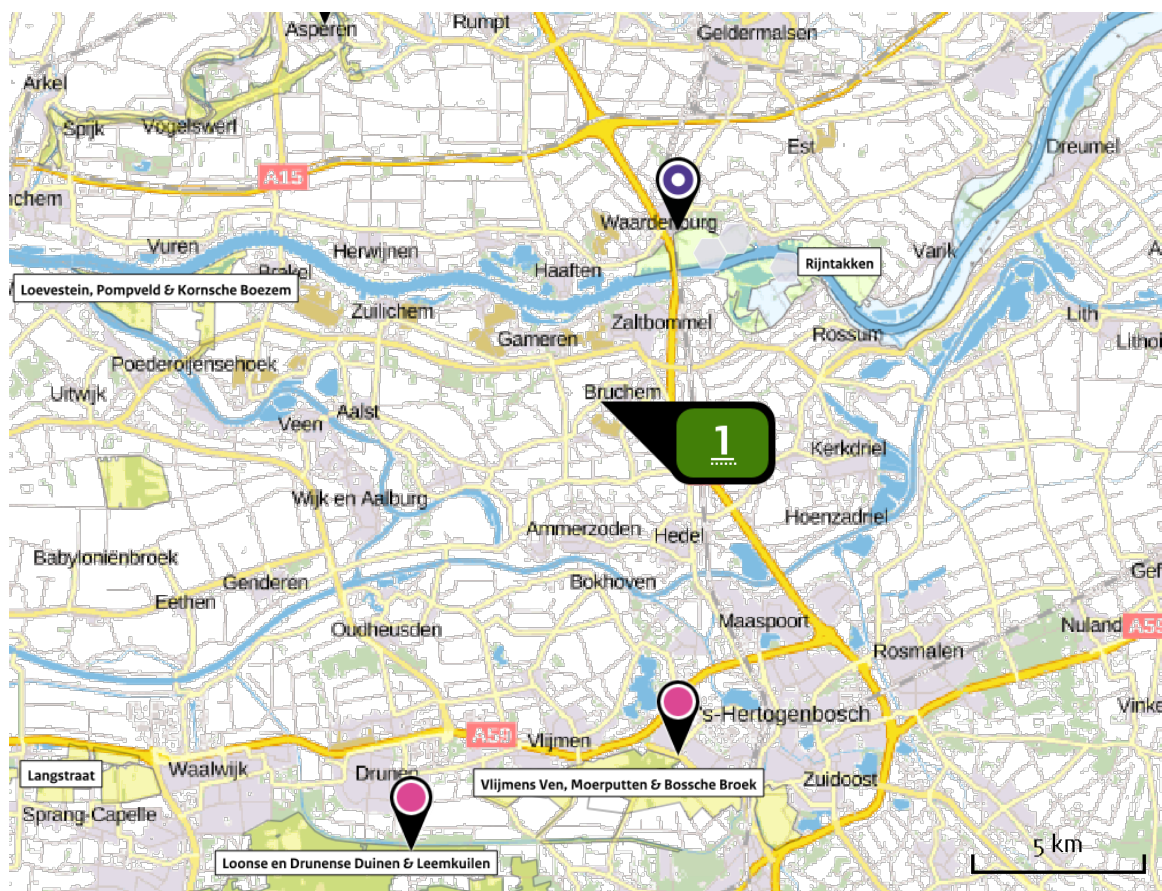 Rumpt
Asperen
Geldermalsen
Arkel
Spijk
Vogelswerf
Est
Dreumel
A15
nchem
Waardenburg
Vuren
Herwijnen
Varik
Haaften
Rijntakken
Brakel
Loevestein, Pompveld & Kornsche Boezem
Zuilichem
Zaltbommel
Lith
Gameren
Rossum
Lithoi
Poederoijensehoek
Uitwijk
Bruchem
Aalst
Veen
1
Kerkdriel
Wijk en Aalburg
Hoenzadriel
Ammerzoden
Hedel
Babyloniënbroek
Gef
Genderen
Bokhoven
Eethen
Maaspoort
Oudheusden
Nuland
A59
Rosmalen
Vinke
's-Hertogenbosch
A59
Vlijmen
Waalwijk
Drunen
Langstraat
Zuidoost
Vlijmens Ven, Moerputten & Bossche Broek
Sprang-Capelle
5 km
Loonse en Drunense Duinen & Leemkuilen